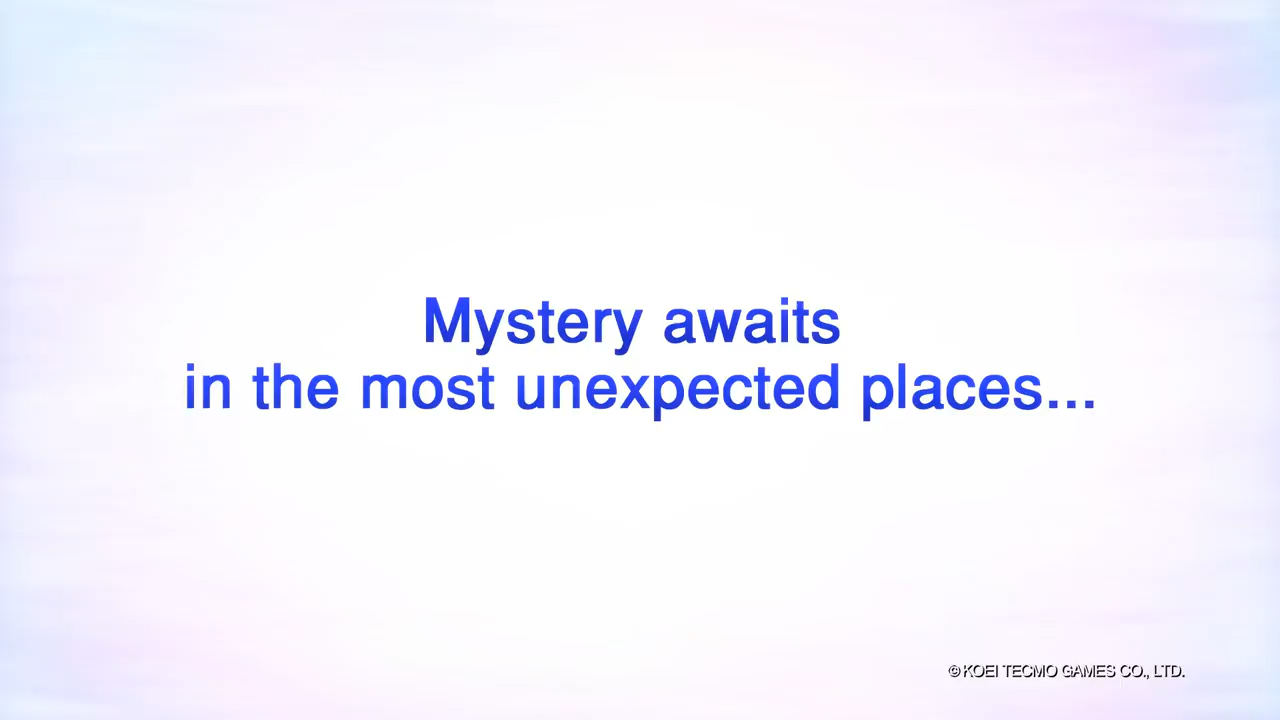 Mystery awaits
in the most unexpected places...
© KOEI TECMO GAMES CO., LTD.